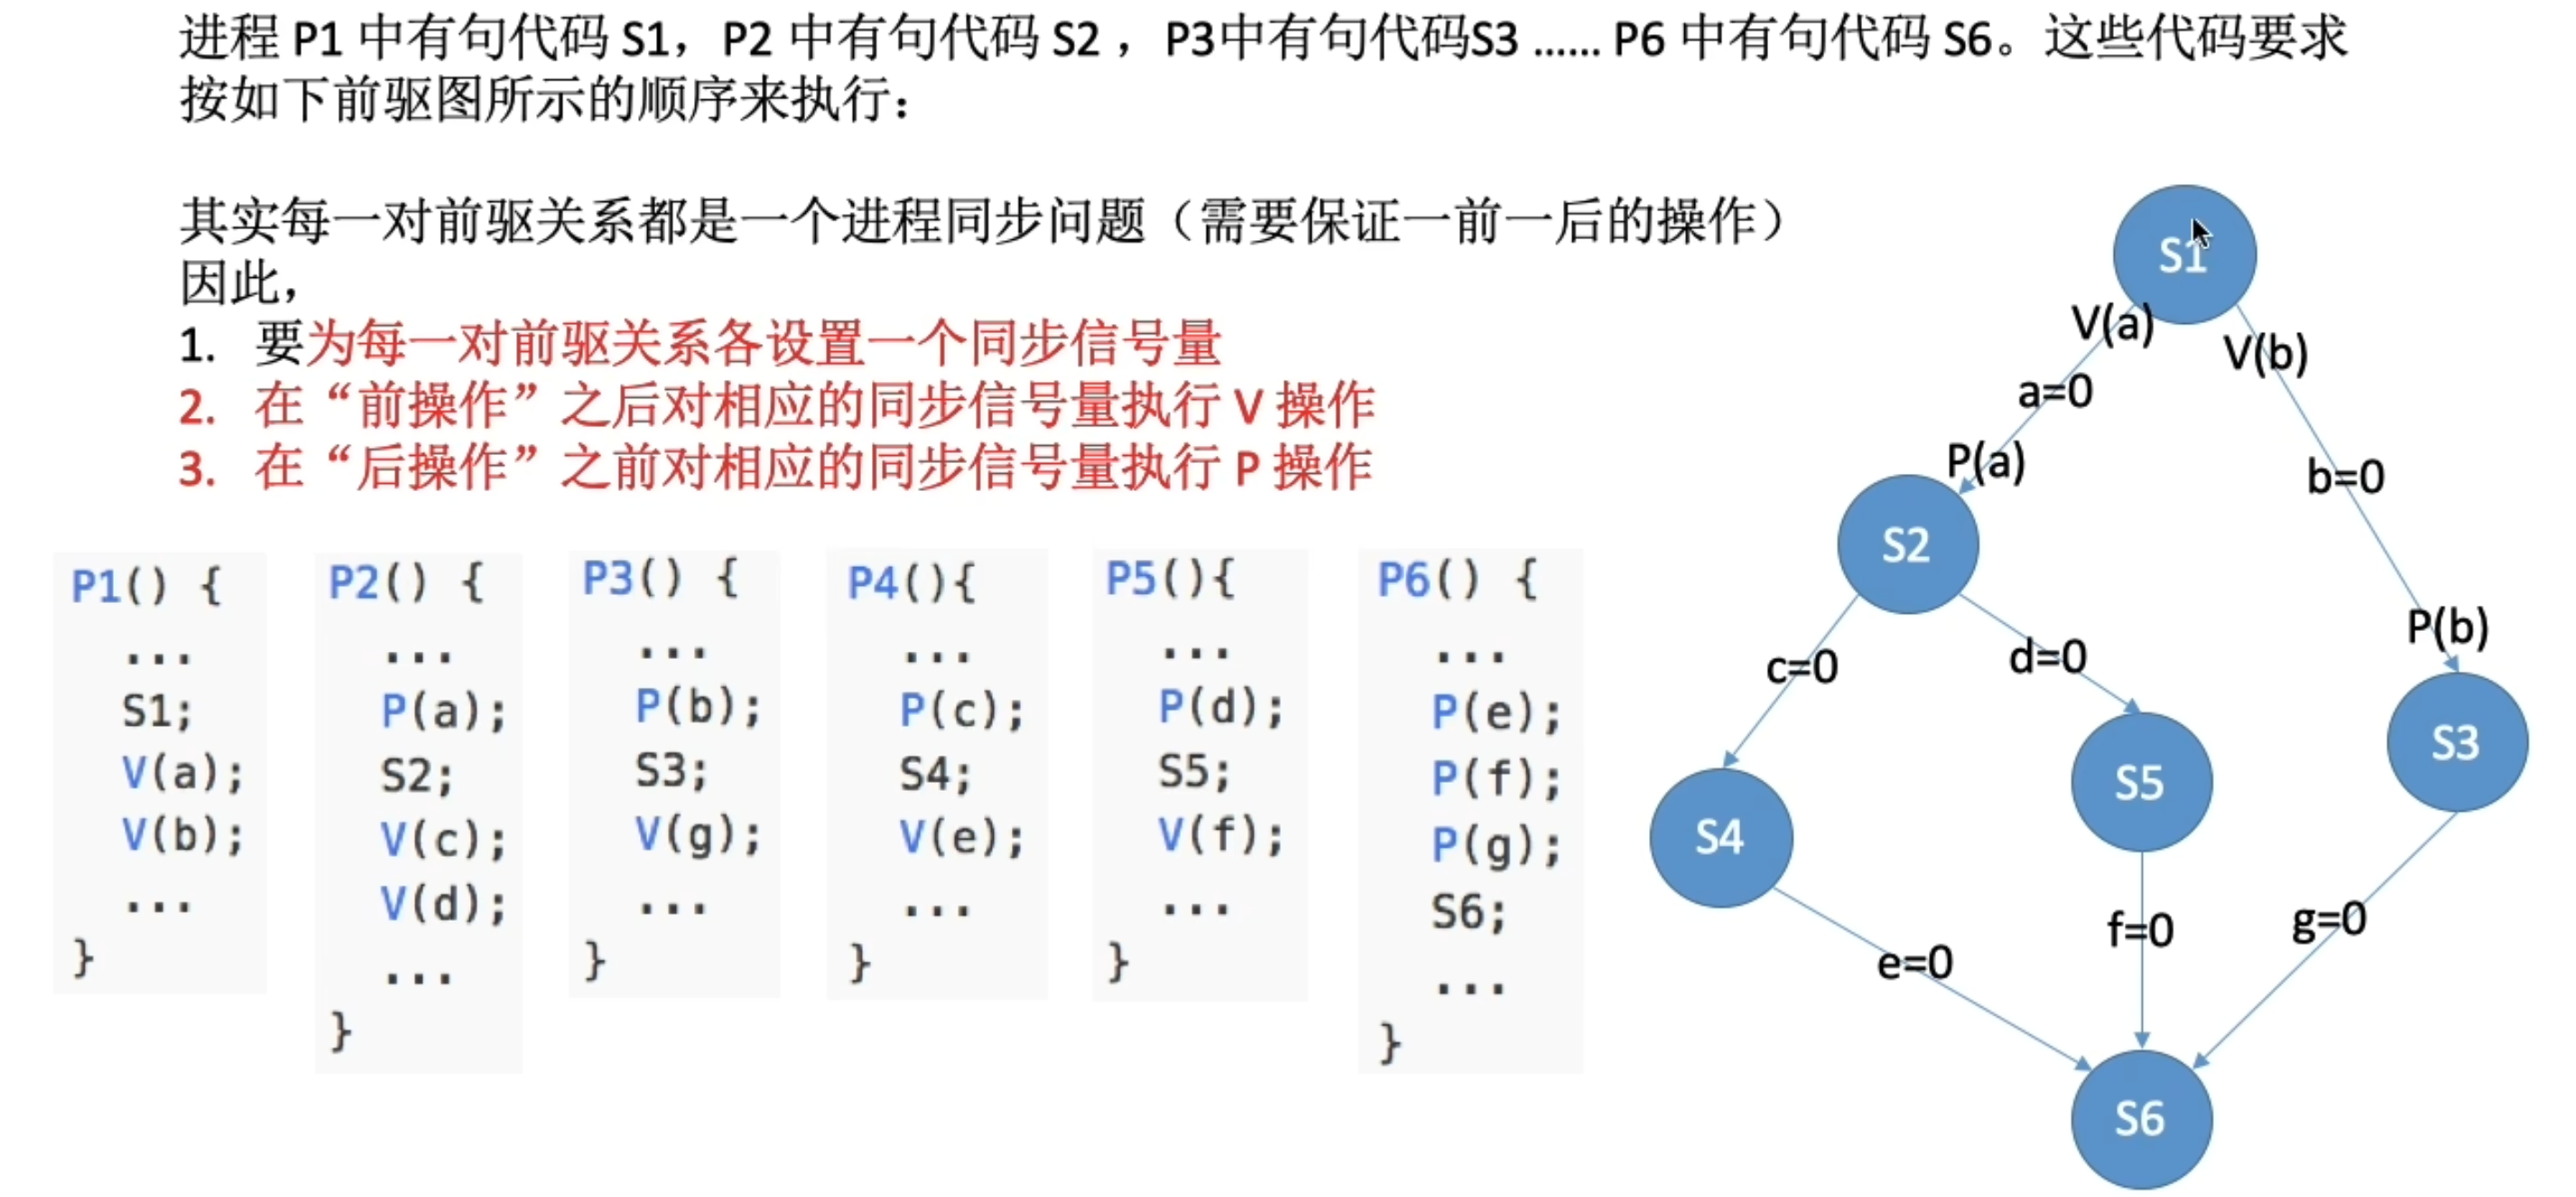 进程 P1 中有句代码 S1，P2 中有句代码 S2 ，P3中有句代码S3 …… P6 中有句代码 S6。这些代码要求
按如下前驱图所示的顺序来执行：
其实每一对前驱关系都是一个进程同步问题（需要保证一前一后的操作）
因此，
1. 要为每一对前驱关系各设置一个同步信号量
2. 在“前操作”之后对相应的同步信号量执行 V 操作
3. 在“后操作”之前对相应的同步信号量执行 P 操作
P1() {
...
S1;
V(a);
V(b);
...
}
P2() {
...
P(a);
S2;
V(c);
V(d);
...
}
P3() {
...
P(b);
S3;
V(g);
...
}
P4(){
...
P(c);
S4;
V(e);
...
}
P5(){
...
P(d);
S5;
V(f);
...
}
P6() {
...
P(e);
P(f);
P(g);
S6;
...
}
S1
V(a)
V(b)
a=0
P(a)
b=0
S2
P(b)
c=0
d=0
S3
S5
S4
g=0
f=0
e=0
S6